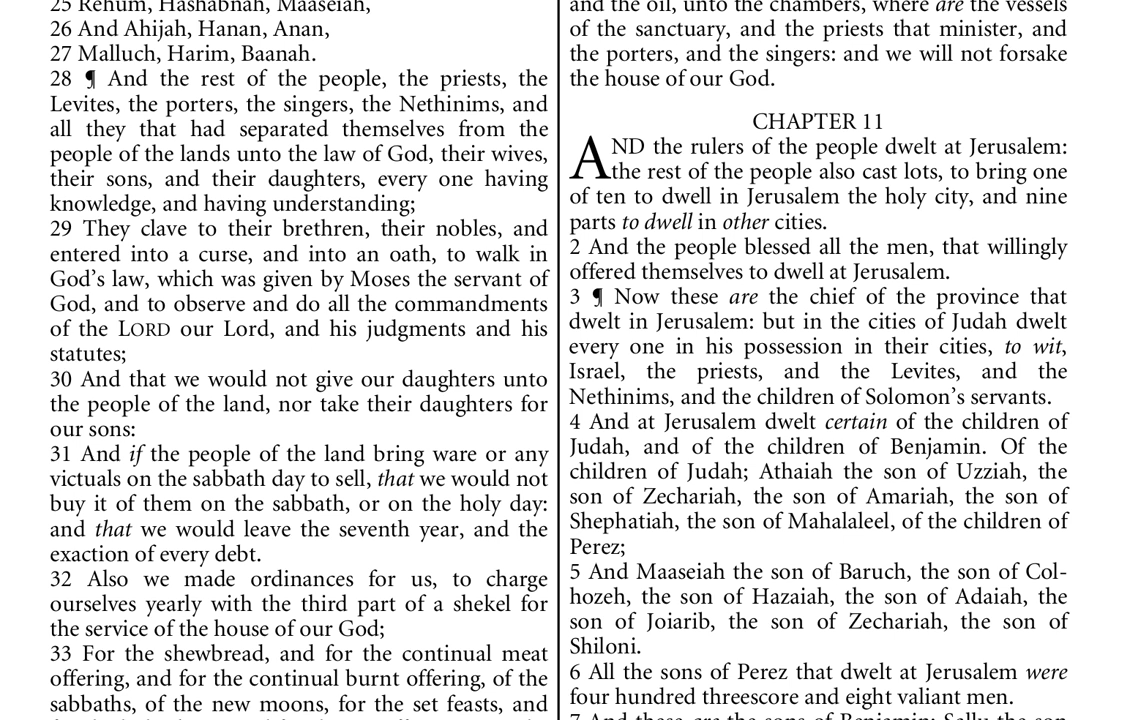 25 Rehum, Hashabnah, Maaseiah,
26 And Ahijah, Hanan, Anan,
27 Malluch, Harim, Baanah.
28 ¶ And the rest of the people, the priests, the
Levites, the porters, the singers, the Nethinims, and
all they that had separated themselves from the
people of the lands unto the law of God, their wives,
their sons, and their daughters, every one having
knowledge, and having understanding;
29 They clave to their brethren, their nobles, and
entered into a curse, and into an oath, to walk in
God’s law, which was given by Moses the servant of
God, and to observe and do all the commandments
of the LORD our Lord, and his judgments and his
statutes;
30 And that we would not give our daughters unto
the people of the land, nor take their daughters for
our sons:
31 And if the people of the land bring ware or any
victuals on the sabbath day to sell, that we would not
buy it of them on the sabbath, or on the holy day:
and that we would leave the seventh year, and the
exaction of every debt.
32 Also we made ordinances for us, to charge
ourselves yearly with the third part of a shekel for
the service of the house of our God;
33 For the shewbread, and for the continual meat
offering, and for the continual burnt offering, of the
sabbaths, of the new moons, for the set feasts, and
and the oil, unto the chambers, where are the vessels
of the sanctuary, and the priests that minister, and
the porters, and the singers: and we will not forsake
the house of our God.
CHAPTER 11
AND the rulers of the people dwelt at Jerusalem:
the rest of the people also cast lots, to bring one
of ten to dwell in Jerusalem the holy city, and nine
parts to dwell in other cities.
2 And the people blessed all the men, that willingly
offered themselves to dwell at Jerusalem.
3 ¶ Now these are the chief of the province that
dwelt in Jerusalem: but in the cities of Judah dwelt
every one in his possession in their cities, to wit,
Israel, the priests, and the Levites, and the
Nethinims, and the children of Solomon’s servants.
4 And at Jerusalem dwelt certain of the children of
Judah, and of the children of Benjamin. Of the
children of Judah; Athaiah the son of Uzziah, the
son of Zechariah, the son of Amariah, the son of
Shephatiah, the son of Mahalaleel, of the children of
Perez;
5 And Maaseiah the son of Baruch, the son of Col-
hozeh, the son of Hazaiah, the son of Adaiah, the
son of Joiarib, the son of Zechariah, the son of
Shiloni.
6 All the sons of Perez that dwelt at Jerusalem were
four hundred threescore and eight valiant men.
7 And these are the sons of Benjamin; Sallu the son